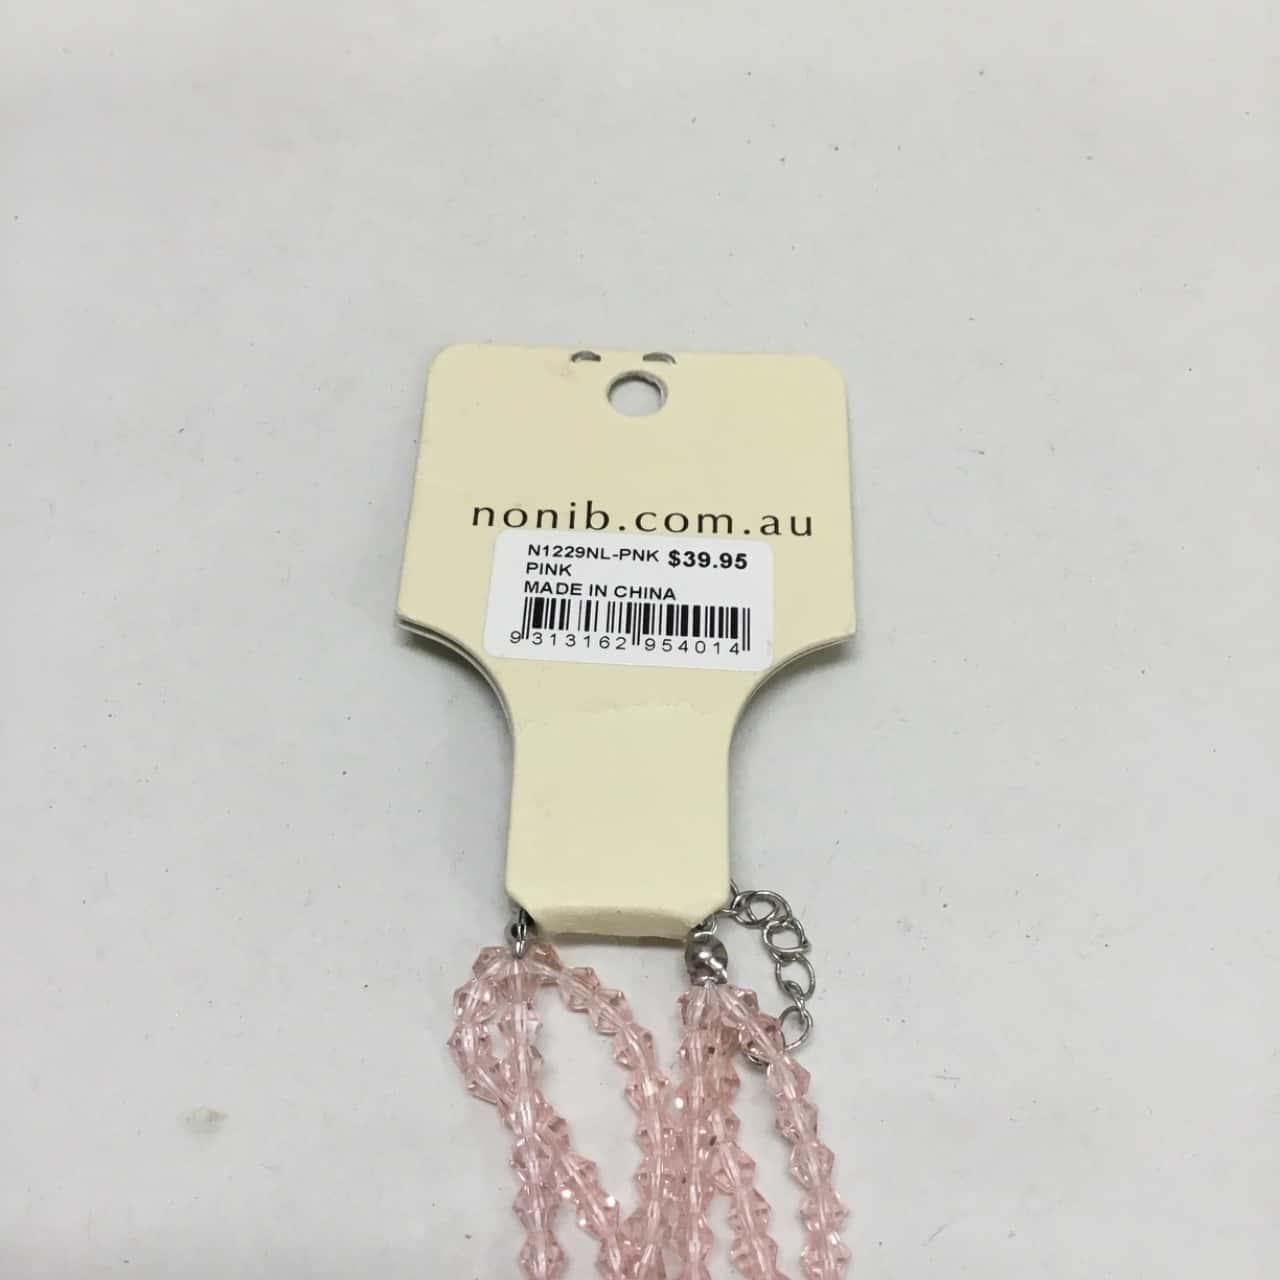 nonib.com.au
N1229NL-PNK $39.95
PINK
MADE IN CHINA
9 313162 954014